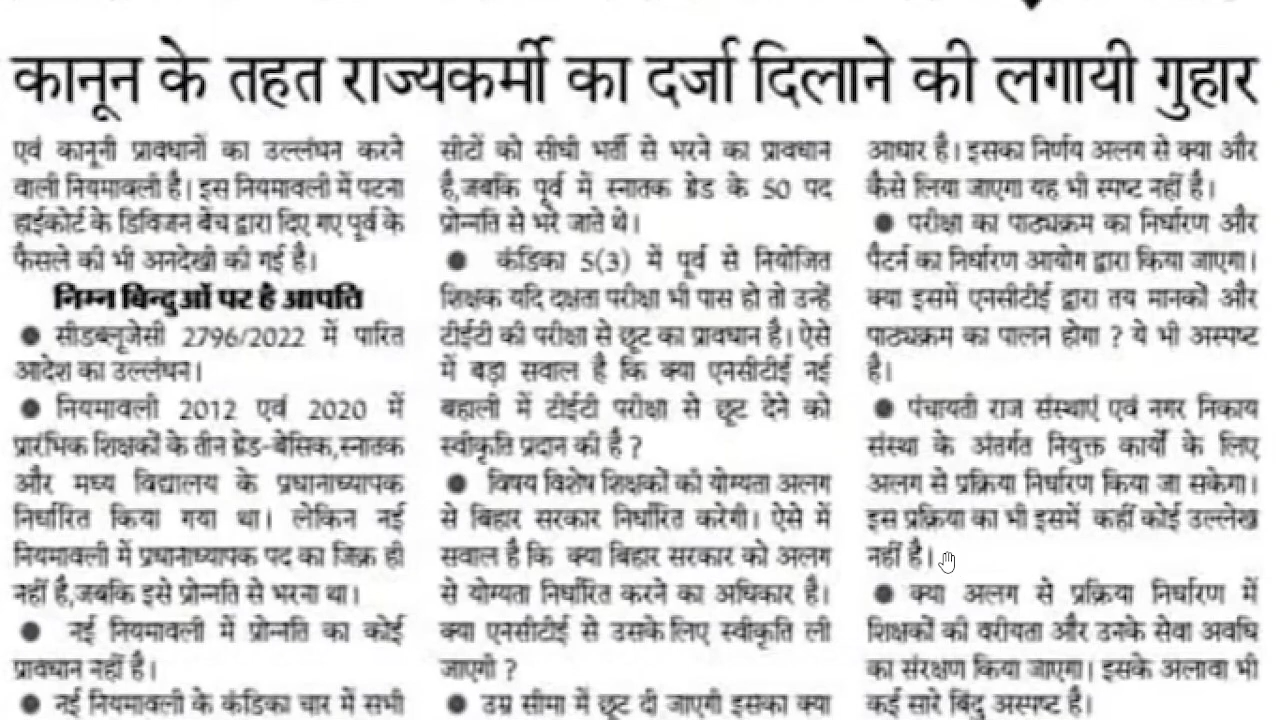 कानून के तहत राज्यकर्मी का दर्जा दिलाने की लगायी गुहार
एवं कानूनी प्रावधानों का उल्लंघन करने
वाली नियमावली है। इस नियमावली में पटना
हाईकोर्ट के डिविजन बेंच द्वारा दिए गए पूर्व के
फैसले की भी अनदेखी की गई है।
निम्न बिन्दुओं पर है आपति
● सीडब्लूजेसी 2796/2022 में पारित
आदेश का उल्लंघन।
● नियमावली 2012 एवं 2020 में
प्रारंभिक शिक्षकों के तीन ग्रेड-बेसिक,स्नातक
और मध्य विद्यालय के प्रधानाध्यापक
निर्धारित किया गया था। लेकिन नई
नियमावली में प्रधानाध्यापक पद का जिक्र ही
नहीं है,जबकि इसे प्रोन्नति से भरना था।
● नई नियमावली में प्रोन्नति का कोई
प्रावधान नहीं है।
● नई नियमावली के कंडिका चार में सभी
सीटों को सीधी भर्ती से भरने का प्रावधान
है,जबकि पूर्व में स्नातक ग्रेड के 50 पद
प्रोन्नति से भरे जाते थे।
● कंडिका 5(3) में पूर्व से नियोजित
शिक्षक यदि दक्षता परीक्षा भी पास हो तो उन्हें
टीईटी की परीक्षा से छूट का प्रावधान है। ऐसे
में बड़ा सवाल है कि क्या एनसीटीई नई
बहाली में टीईटी परीक्षा से छूट देने को
स्वीकृति प्रदान की है ?
● विषय विशेष शिक्षकों की योग्यता अलग
से बिहार सरकार निर्धारित करेगी। ऐसे में
सवाल है कि क्या बिहार सरकार को अलग
से योग्यता निर्धारित करने का अधिकार है।
क्या एनसीटीई से उसके लिए स्वीकृति ली
जाएगी ?
● उम्र सीमा में छूट दी जाएगी इसका क्या
आधार है। इसका निर्णय अलग से क्या और
कैसे लिया जाएगा यह भी स्पष्ट नहीं है।
● परीक्षा का पाठ्यक्रम का निर्धारण और
पैटर्न का निर्धारण आयोग द्वारा किया जाएगा।
क्या इसमें एनसीटीई द्वारा तय मानकों और
पाठ्यक्रम का पालन होगा ? ये भी अस्पष्ट
है।
● पंचायती राज संस्थाएं एवं नगर निकाय
संस्था के अंतर्गत नियुक्त कार्यों के लिए
अलग से प्रक्रिया निर्धारण किया जा सकेगा।
इस प्रक्रिया का भी इसमें कहीं कोई उल्लेख
नहीं है।
● क्या अलग से प्रक्रिया निर्धारण में
शिक्षकों की वरीयता और उनके सेवा अवधि
का संरक्षण किया जाएगा। इसके अलावा भी
कई सारे बिंदु अस्पष्ट है।